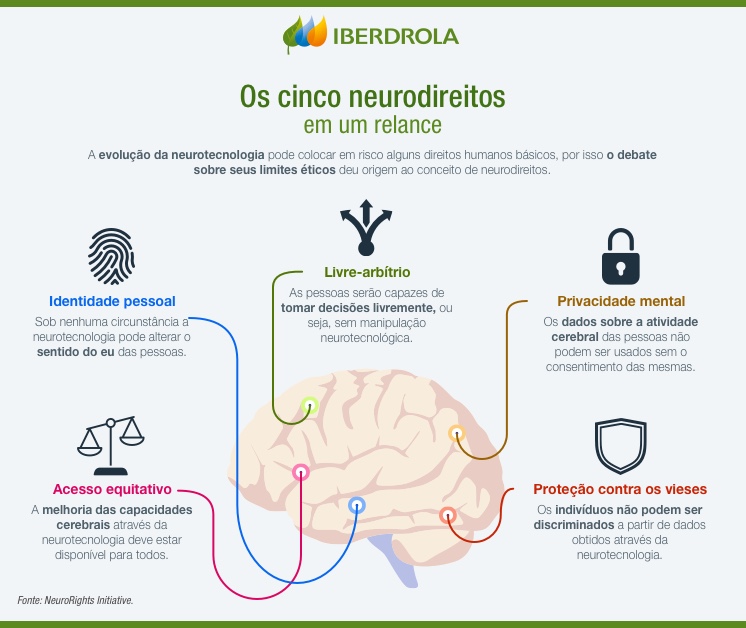 IBERDROLA
Os cinco neurodireitos
em um relance
A evolução da neurotecnologia pode colocar em risco alguns direitos humanos básicos, por isso o debate
sobre seus limites éticos deu origem ao conceito de neurodireitos.
Identidade pessoal
Sob nenhuma circunstância a
neurotecnologia pode alterar o
sentido do eu das pessoas.
Livre-arbítrio
As pessoas serão capazes de
tomar decisões livremente, ou
seja, sem manipulação
neurotecnológica.
Privacidade mental
Os dados sobre a atividade
cerebral das pessoas não
podem ser usados sem o
consentimento das mesmas.
Acesso equitativo
A melhoria das capacidades
cerebrais através da
neurotecnologia deve estar
disponível para todos.
Proteção contra os vieses
Os indivíduos não podem ser
discriminados a partir de dados
obtidos através da
neurotecnologia.
Fonte: NeuroRights Initiative.